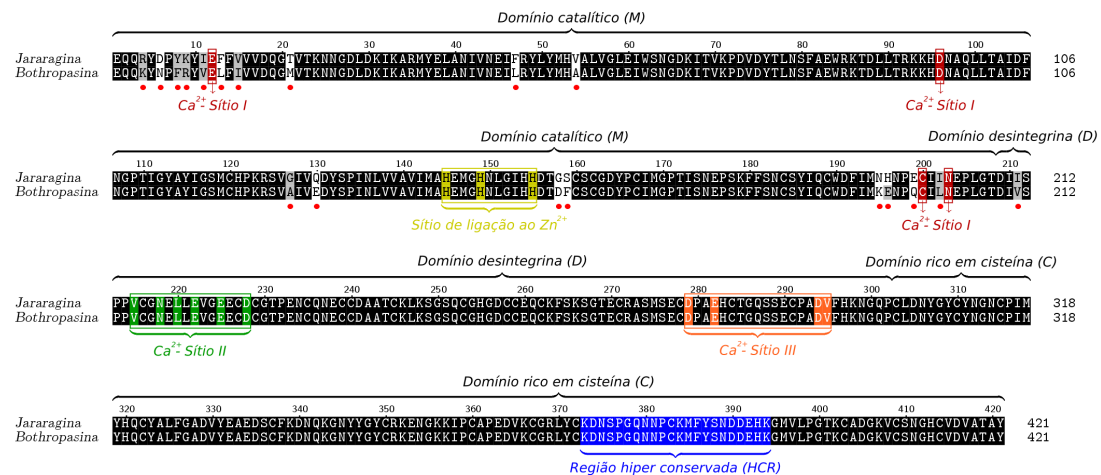 Domínio catalítico (M)
10 20 30 40 50 60 70 80 90 100
Jararagina EQQRYDPYKYIEFFVVVDQGTVTKNNGDLDKIKARMYELANIVNEIFRYLYMHVALVGLEIWSNGDKITVKPDVDYTLNSFAEWRKTDLLTRKKHDNAQLLTAIDF 106
Bothropasina EQQKYNPFRYVELFIVVDQGMVTKNNGDLDKIKARMYELANIVNEILRYLYMHAALVGLEIWSNGDKITVKPDVDYTLNSFAEWRKTDLLTRKKHDNAQLLTAIDF 106
Ca²⁺- Sítio I Ca²⁺- Sítio I
Domínio catalítico (M) Domínio desintegrina (D)
110 120 130 140 150 160 170 180 190 200 210
Jararagina NGPTIGYAYIGSMCHPKRSVGIVQDYSPINLVVAVIMAHEMGHNLGIHHDTGSCSCGDYPCIMGPTISNEPSKFFSNCSYIQCWDFIMNHNPECIINEPLGTDIIS 212
Bothropasina NGPTIGYAYIGSMCHPKRSVAIVEDYSPINLVVAVIMAHEMGHNLGIHHDTDFCSCGDYPCIMGPTISNEPSKFFSNCSYIQCWDFIMKENPQCILNEPLGTDIVS 212
Sítio de ligação ao Zn²⁺ Ca²⁺- Sítio I
Domínio desintegrina (D) Domínio rico em cisteína (C)
220 230 240 250 260 270 280 290 300 310
Jararagina PPVCGNELLEVGEECDCGTPENCQNECCDAATCKLKSGSQCGHGDCCEQCKFSKSGTECRASMSECDPAEHCTGQSSECPADVFHKNGQPCLDNYGYCYNGNCPIM 318
Bothropasina PPVCGNELLEVGEECDCGTPENCQNECCDAATCKLKSGSQCGHGDCCEQCKFSKSGTECRASMSECDPAEHCTGQSSECPADVFHKNGQPCLDNYGYCYNGNCPIM 318
Ca²⁺- Sítio II Ca²⁺- Sítio III
Domínio rico em cisteína (C)
320 330 340 350 360 370 380 390 400 410 420
Jararagina YHQCYALFGADVYEAEDSCFKDNQKGNYYGYCRKENGKKIPCAPEDVKCGRLYCKDNSPGQNNPCKMFYSNDDEHKGMVLPGTKCADGKVCSNGHCVDVATAY 421
Bothropasina YHQCYALFGADVYEAEDSCFKDNQKGNYYGYCRKENGKKIPCAPEDVKCGRLYCKDNSPGQNNPCKMFYSNDDEHKGMVLPGTKCADGKVCSNGHCVDVATAY 421
Região hiper conservada (HCR)